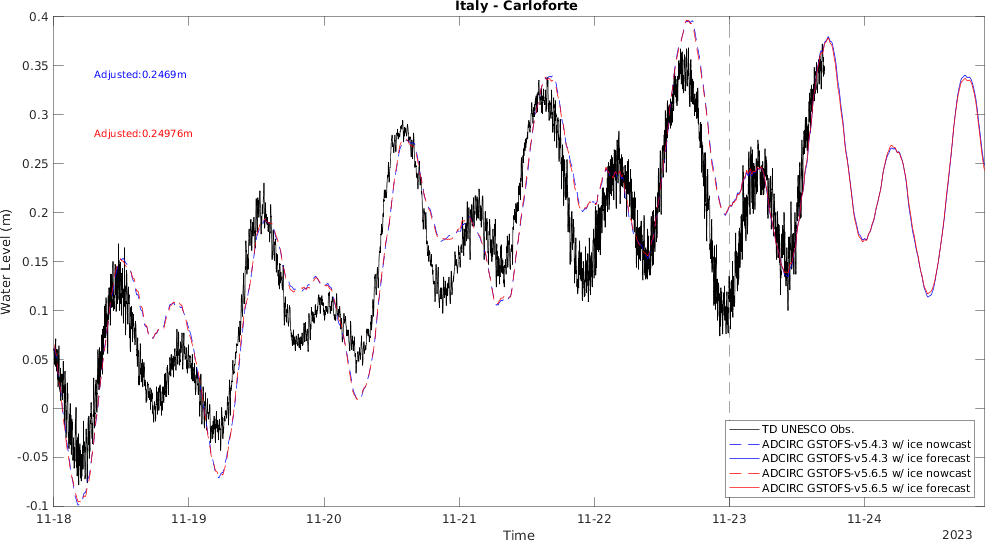 Italy - Carloforte
Water Level (m)
0.4
0.35
0.3
0.25
0.2
0.15
0.1
0.05
0
-0.05
-0.1
Adjusted:0.2469m
Adjusted:0.24976m
TD UNESCO Obs.
ADCIRC GSTOFS-v5.4.3 w/ ice nowcast
ADCIRC GSTOFS-v5.4.3 w/ ice forecast
ADCIRC GSTOFS-v5.6.5 w/ ice nowcast
ADCIRC GSTOFS-v5.6.5 w/ ice forecast
11-18 11-19 11-20 11-21 11-22 11-23 11-24
Time
2023